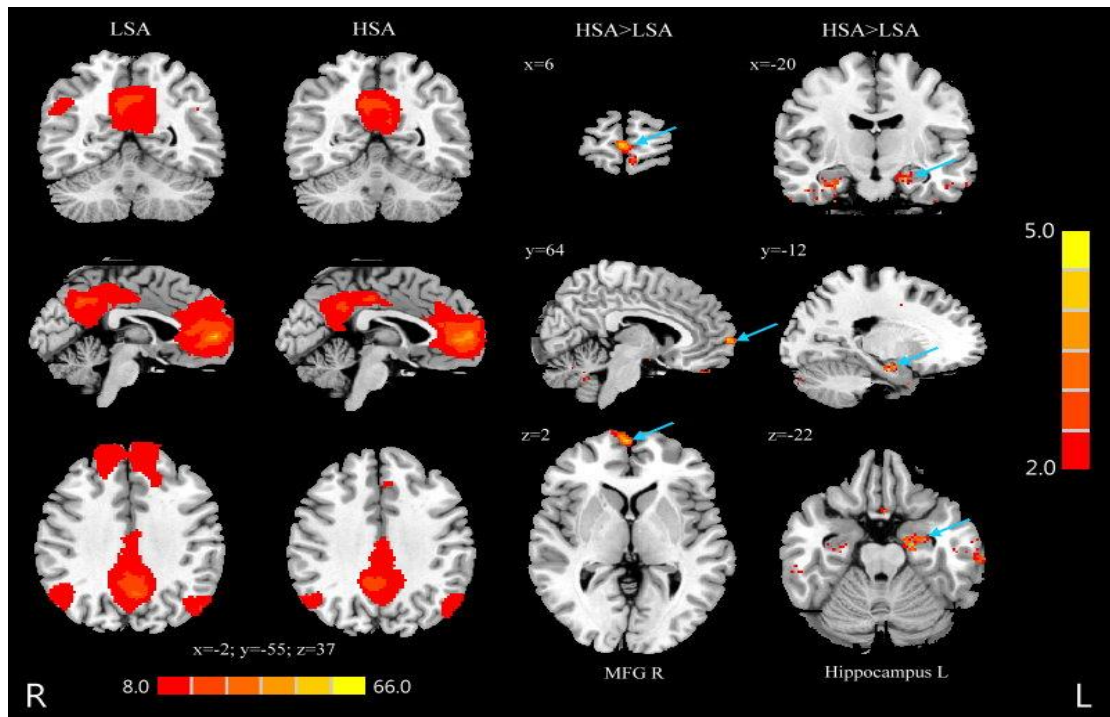 LSA
HSA
HSA>LSA
HSA>LSA
x=6
x=-20
y=64
y=-12
5.0
2.0
z=2
z=-22
x=-2; y=-55; z=37
MFG R
Hippocampus L
8.0
66.0
R
L